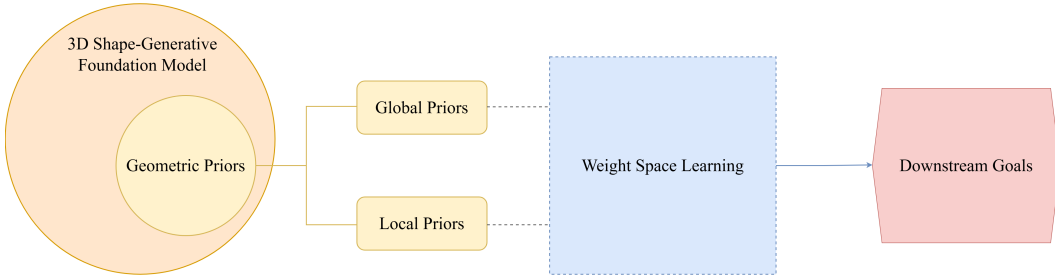 3D Shape-Generative
Foundation Model
Geometric Priors
Global Priors
Local Priors
Weight Space Learning
Downstream Goals